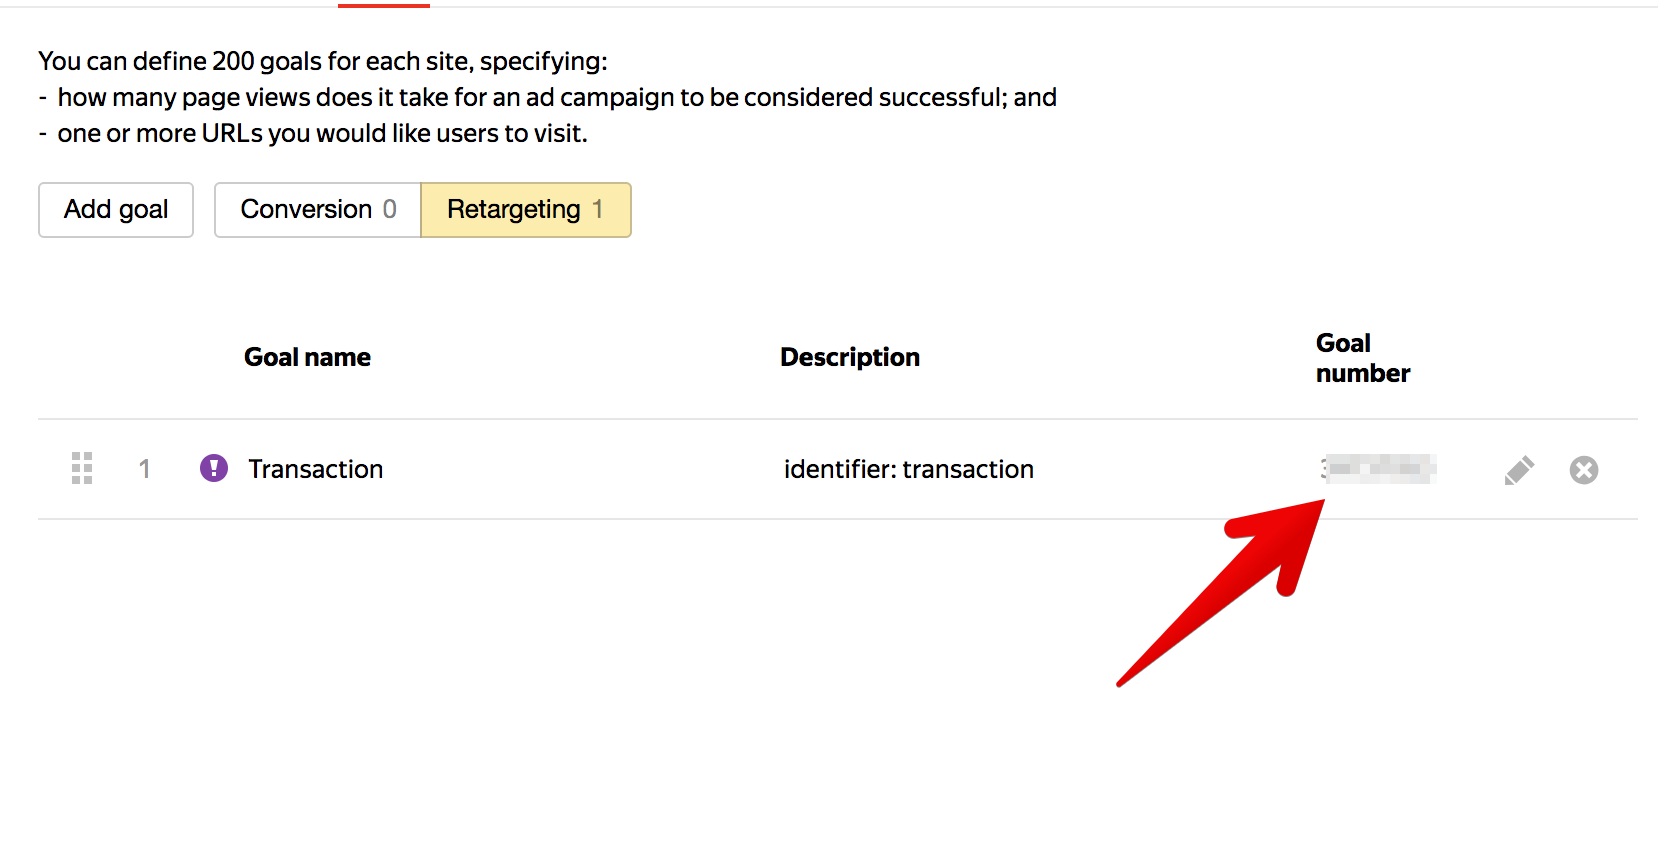 You can define 200 goals for each site, specifying:
- how many page views does it take for an ad campaign to be considered successful; and
- one or more URLs you would like users to visit.
Add goal
Conversion 0
Retargeting 1
Goal name
Description
Goal
number
1
Transaction
identifier: transaction